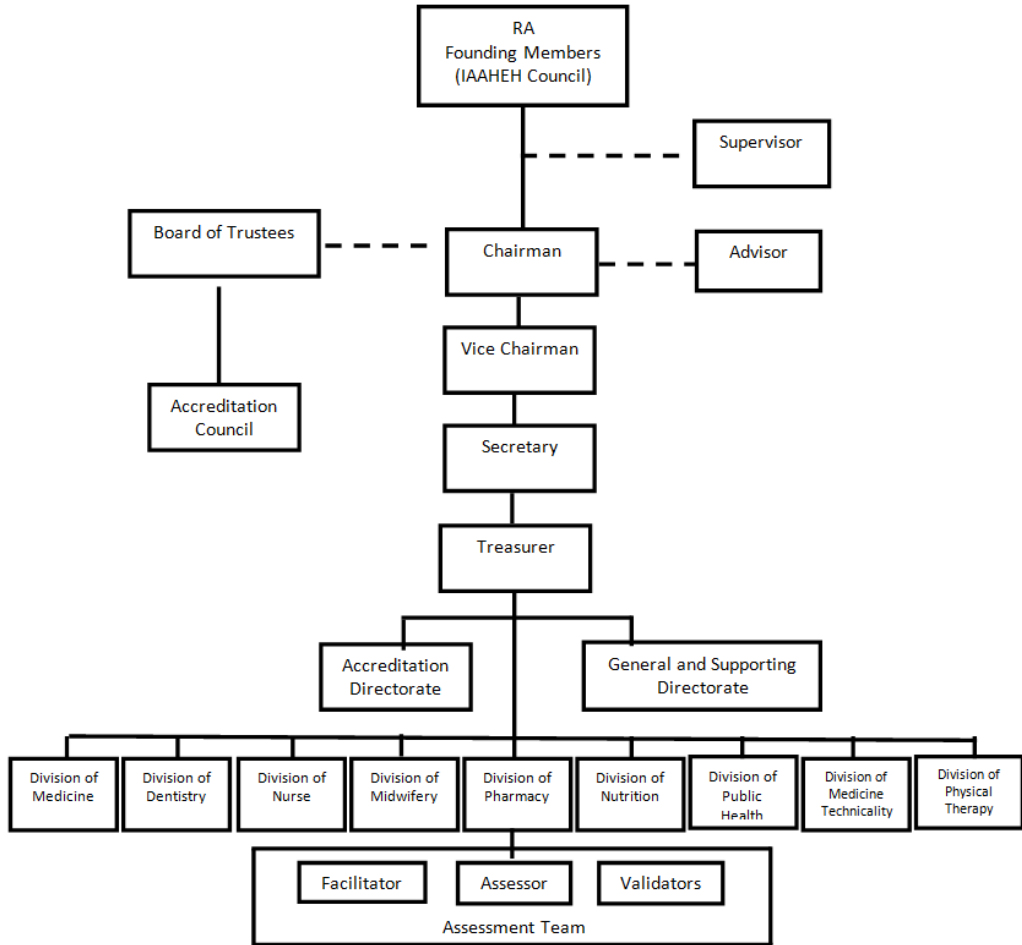 RA
Founding Members
(IAAHEH Council)
Supervisor
Board of Trustees
Chairman
Advisor
Vice Chairman
Accreditation
Council
Secretary
Treasurer
Accreditation
Directorate
General and Supporting
Directorate
Division of
Medicine
Division of
Dentistry
Division of
Nurse
Division of
Midwifery
Division of
Pharmacy
Division of
Nutrition
Division of
Public
Health
Division of
Medicine
Technicality
Division of
Physical
Therapy
Facilitator
Assessor
Validators
Assessment Team